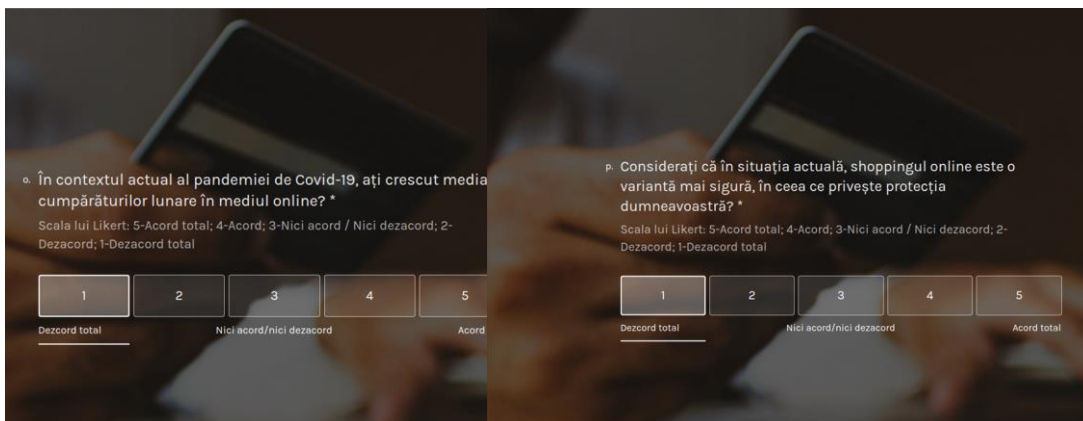 o. În contextul actual al pandemiei de Covid-19, ați crescut media
cumpărăturilor lunare în mediul online? *
Scala lui Likert: 5-Acord total; 4-Acord; 3-Nici acord / Nici dezacord; 2-
Dezacord; 1-Dezacord total
1 2 3 4 5
Dezcord total Nici acord/nici dezacord Acord
p. Considerați că în situația actuală, shoppingul online este o
variantă mai sigură, în ceea ce privește protecția
dumneavoastră? *
Scala lui Likert: 5-Acord total; 4-Acord; 3-Nici acord / Nici dezacord; 2-
Dezacord; 1-Dezacord total
1 2 3 4 5
Dezcord total Nici acord/nici dezacord Acord total